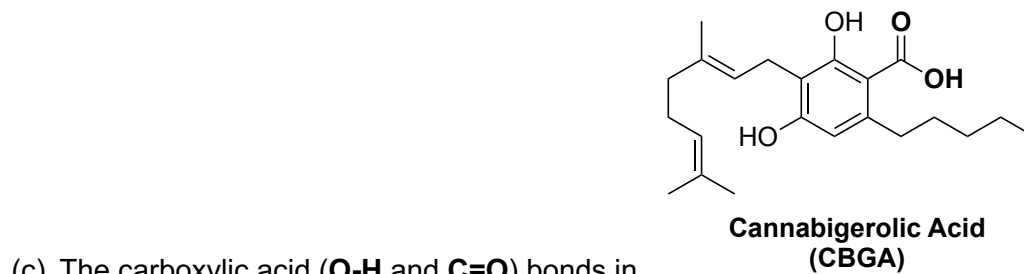 OH
O
OH
HO
Cannabigerolic Acid
(CBGA)
(c) The carboxylic acid (O-H and C=O) bonds in